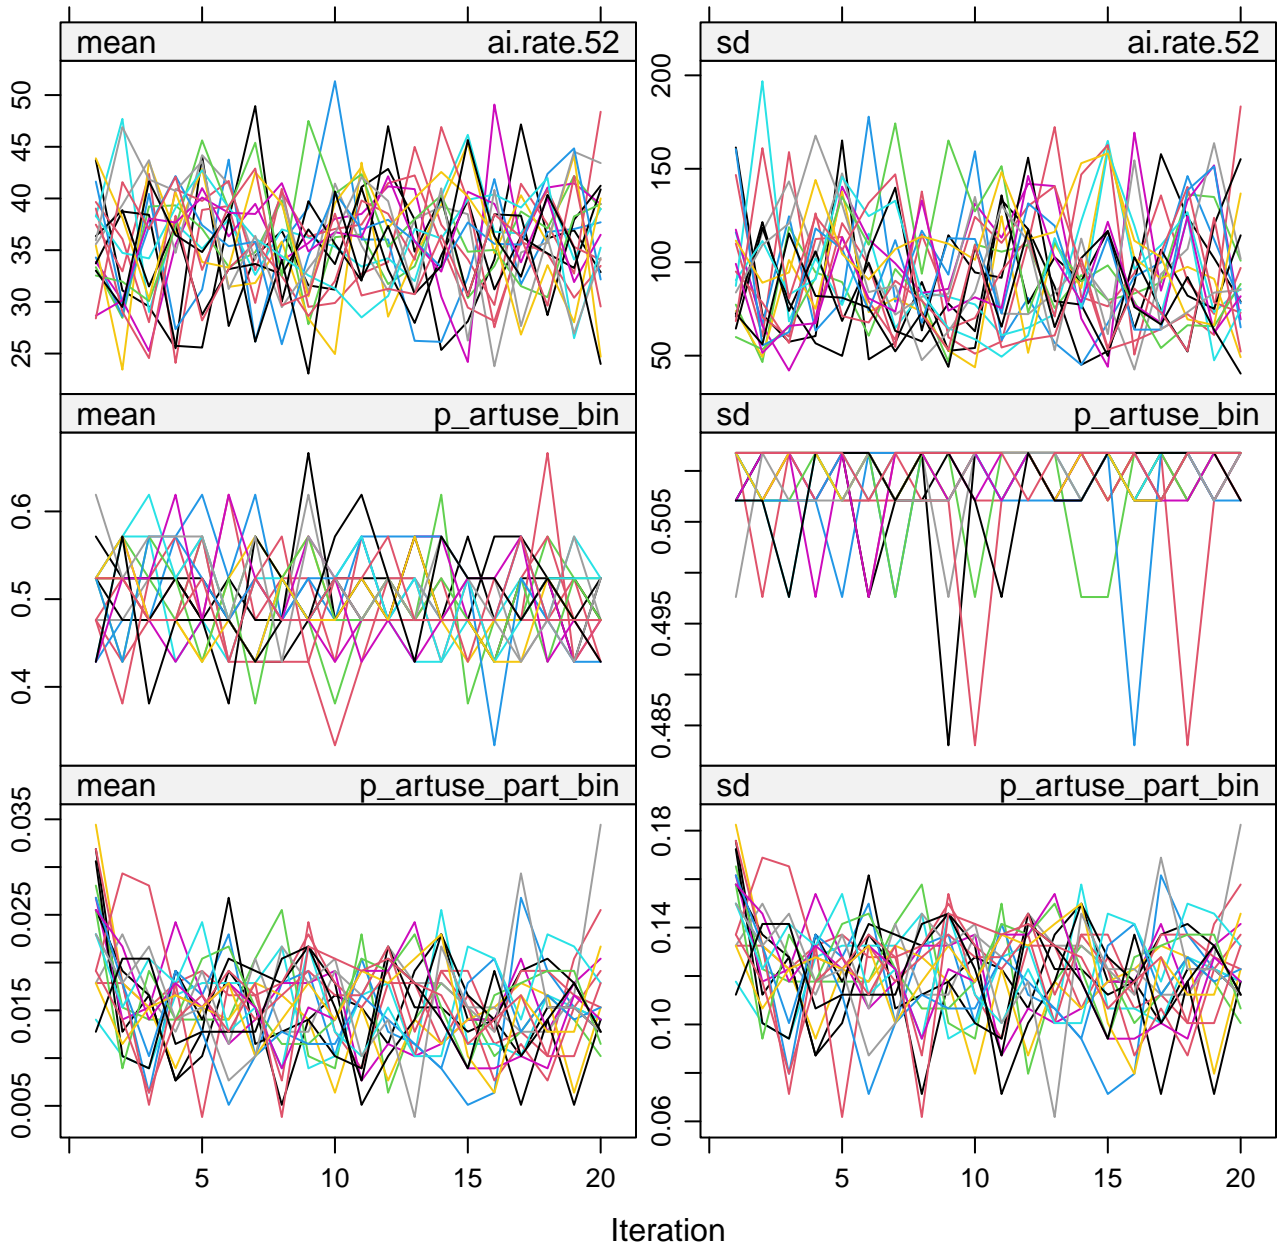 mean ai.rate.52
sd ai.rate.52
25 30 35 40 45 50
50 100 150 200
mean p_artuse_bin
sd p_artuse_bin
0.4 0.5 0.6
0.485 0.495 0.505
mean p_artuse_part_bin
sd p_artuse_part_bin
0.005 0.015 0.025 0.035
0.06 0.10 0.14 0.18
5 10 15 20
5 10 15 20
Iteration